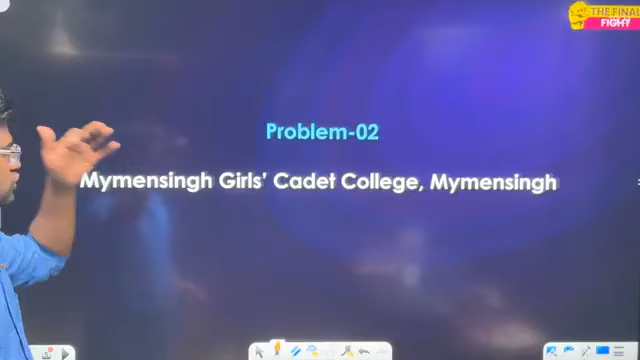 THE FINAL
FIGHT
Problem-02
Mymensingh Girls' Cadet College, Mymensingh